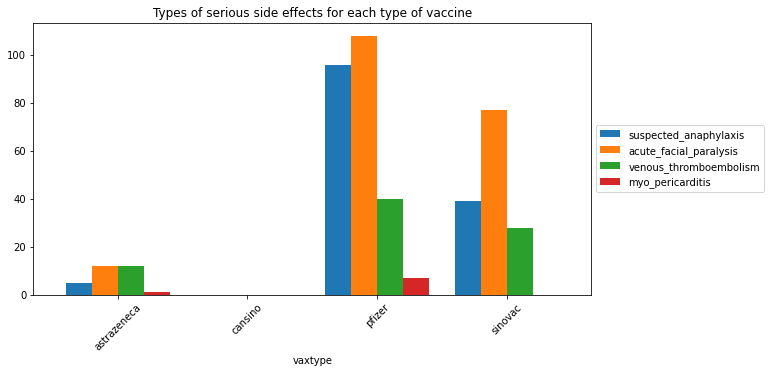 Types of serious side effects for each type of vaccine
100
80
60
40
20
0
astrazeneca
cansino
pfizer
sinovac
vaxtype
suspected_anaphylaxis
acute_facial_paralysis
venous_thromboembolism
myo_pericarditis